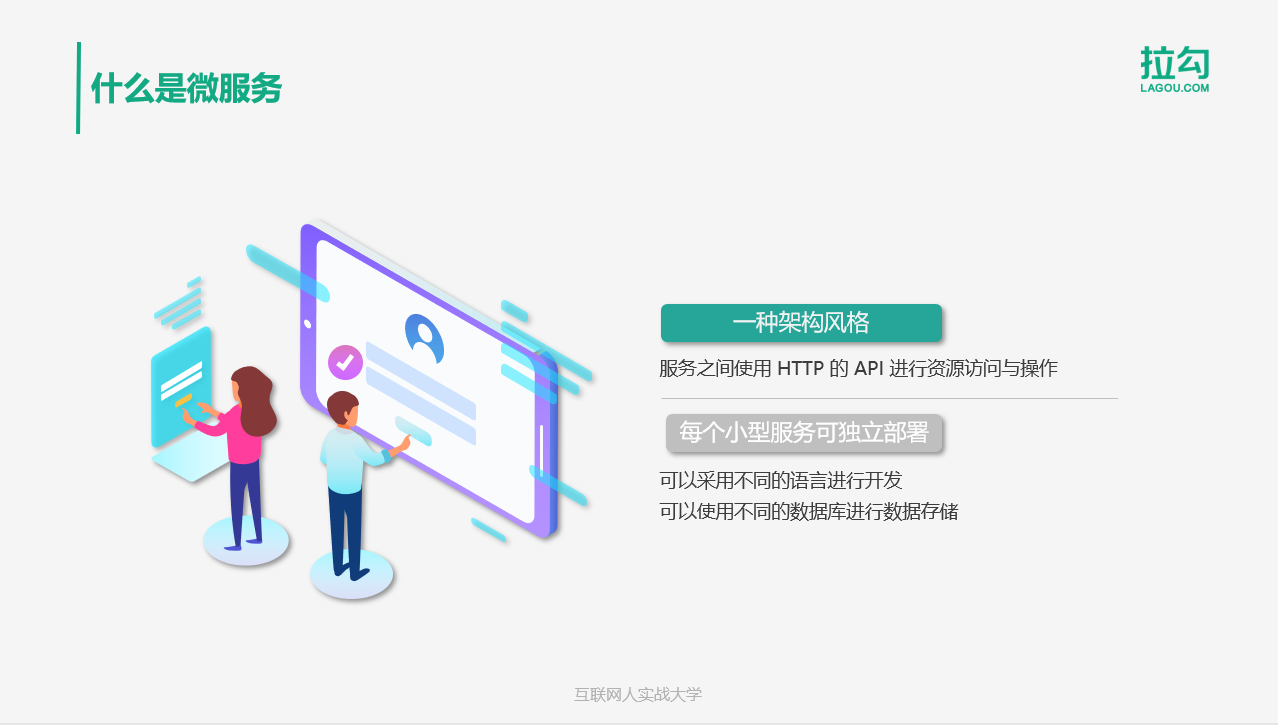 什么是微服务
拉勾
LAGOU.COM
一种架构风格
服务之间使用 HTTP 的 API 进行资源访问与操作
每个小型服务可独立部署
可以采用不同的语言进行开发
可以使用不同的数据库进行数据存储
互联网人实战大学